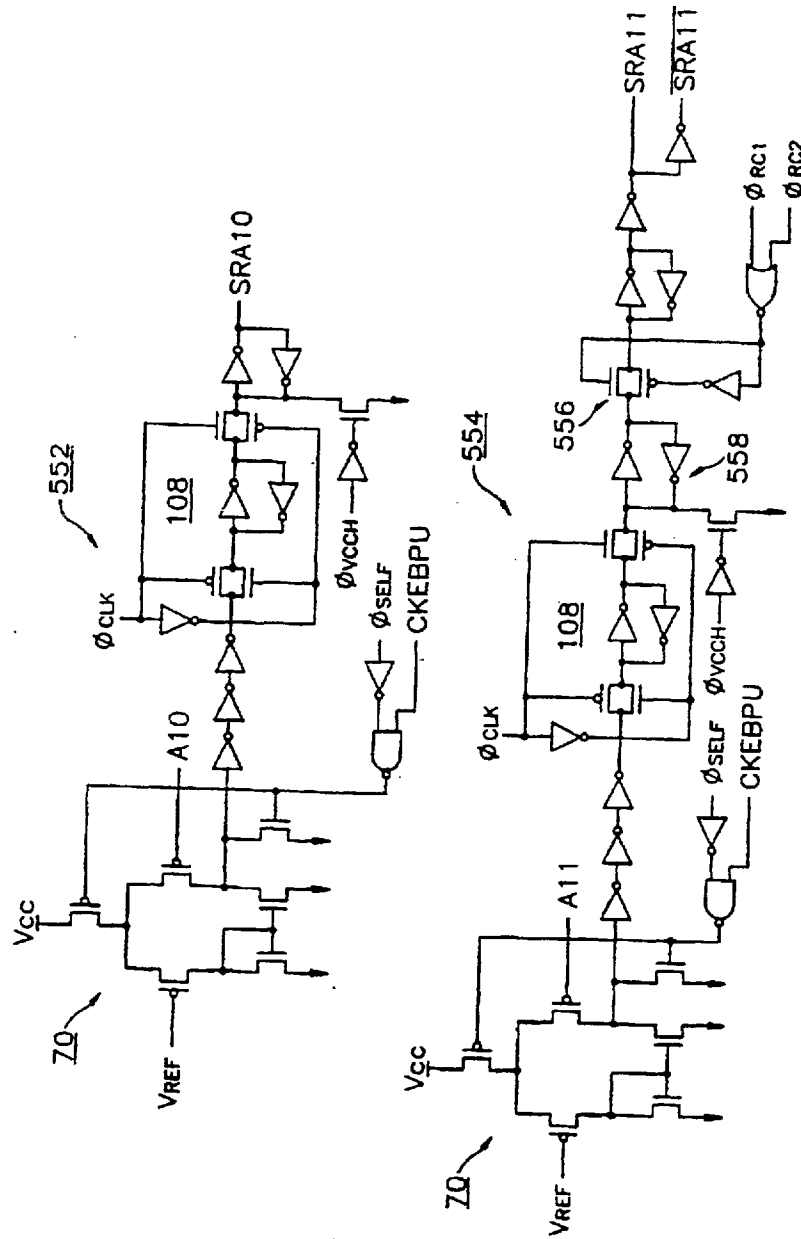 552
VCC
A10
70
VREF
ØCLK
108
SRA10
ØVCCH
ØSELF
CKEBPU
554
VCC
A11
70
VREF
ØCLK
108
556
558
SRA11
SRA11
ØRC1
ØRC2
ØVCCH
ØSELF
CKEBPU